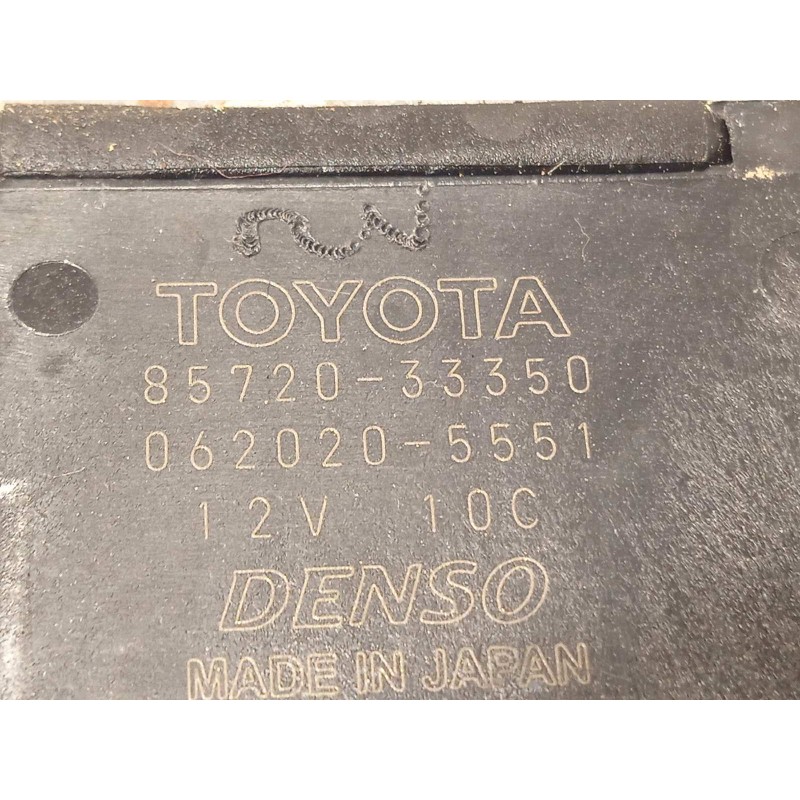 TOYOTA
85720-33350
062020-5551
12V 10C
DENSO
MADE IN JAPAN